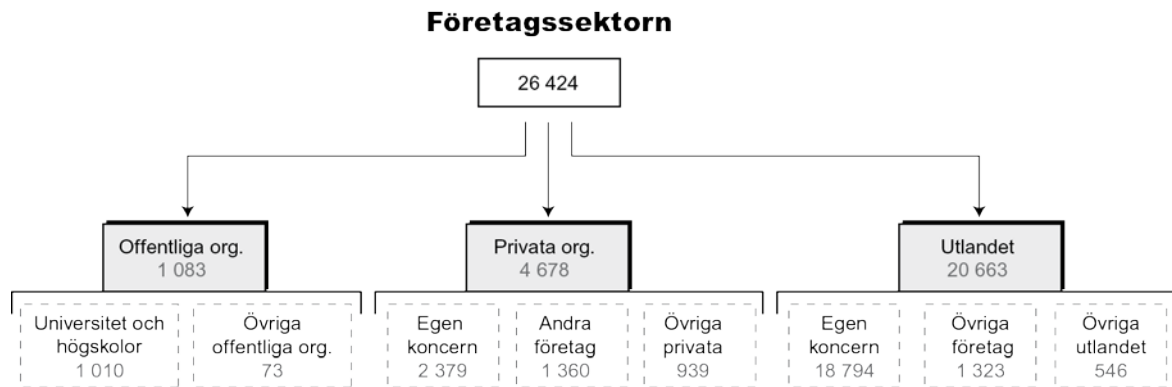 Företagssektorn
26 424
Offentliga org.
1 083
Privata org.
4 678
Utlandet
20 663
Universitet och
högskolor
1 010
Övriga
offentliga org.
73
Egen
koncern
2 379
Andra
företag
1 360
Övriga
privata
939
Egen
koncern
18 794
Övriga
företag
1 323
Övriga
utlandet
546